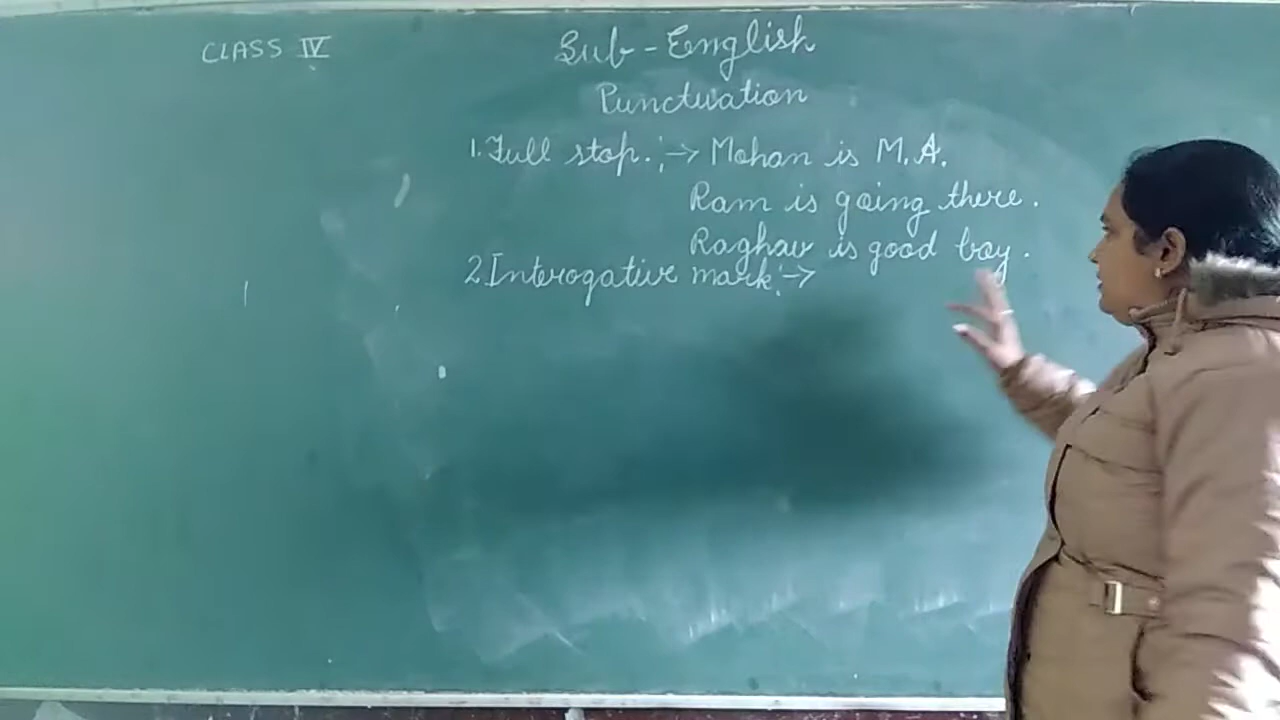 CLASS IV
Sub - English
Punctuation
1. Full stop. :→ Mohan is M.A.
Ram is going there.
Raghav is good boy.
2. Interogative mark :→